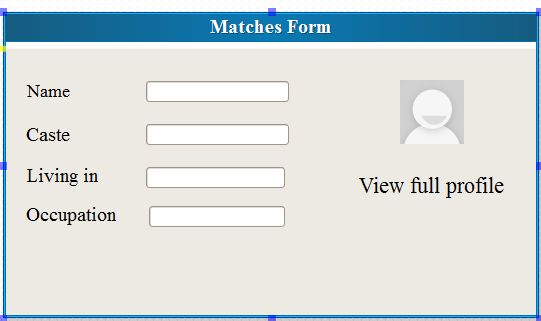 Matches Form
Name
Caste
Living in
View full profile
Occupation